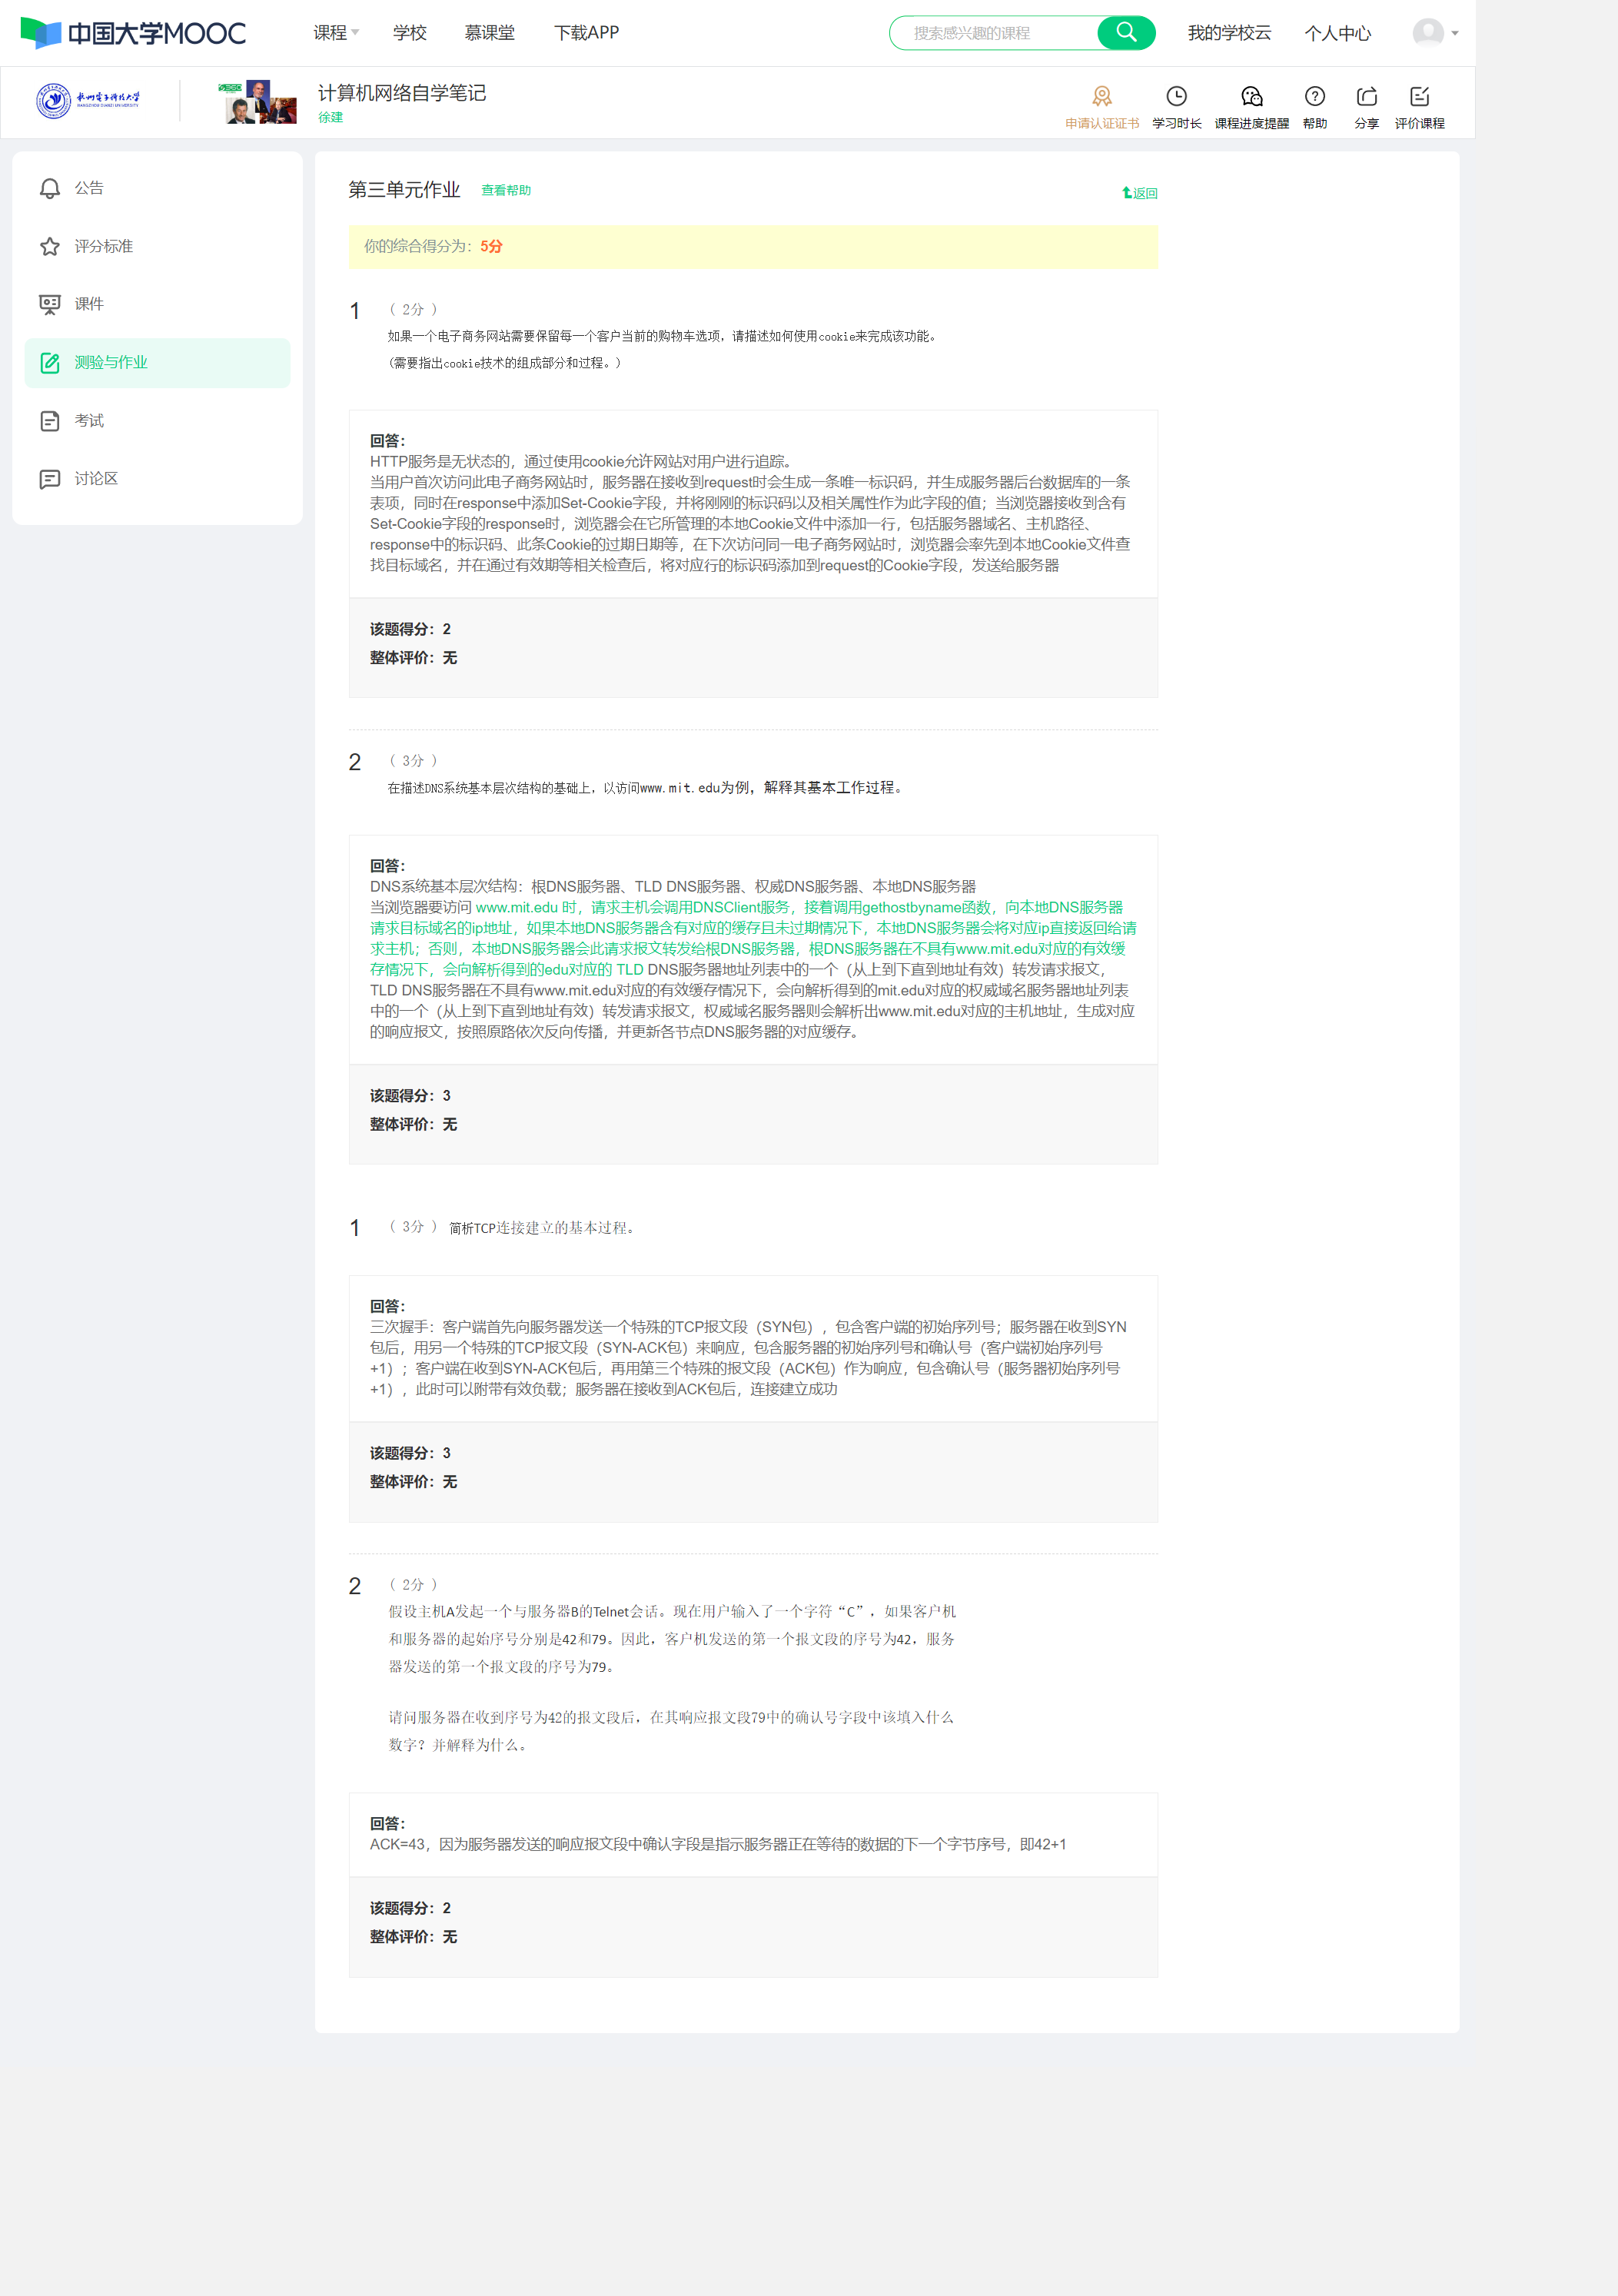 中国大学MOOC
课程 学校 慕课堂 下载APP 搜索感兴趣的课程 我的学校云 个人中心
杭州电子科技大学
HANGZHOU DIANZI UNIVERSITY
计算机网络自学笔记
徐建
申请认证证书 学习时长 课程进度提醒 帮助 分享 评价课程
公告
评分标准
课件
测验与作业
考试
讨论区
第三单元作业 查看帮助 返回
你的综合得分为：5分
1 （ 2分 ）
如果一个电子商务网站需要保留每一个客户当前的购物车选项，请描述如何使用cookie来完成该功能。
(需要指出cookie技术的组成部分和过程。)
回答：
HTTP服务是无状态的，通过使用cookie允许网站对用户进行追踪。
当用户首次访问此电子商务网站时，服务器在接收到request时会生成一条唯一标识码，并生成服务器后台数据库的一条
表项，同时在response中添加Set-Cookie字段，并将刚刚的标识码以及相关属性作为此字段的值；当浏览器接收到含有
Set-Cookie字段的response时，浏览器会在它所管理的本地Cookie文件中添加一行，包括服务器域名、主机路径、
response中的标识码、此条Cookie的过期日期等，在下次访问同一电子商务网站时，浏览器会率先到本地Cookie文件查
找目标域名，并在通过有效期等相关检查后，将对应行的标识码添加到request的Cookie字段，发送给服务器
该题得分：2
整体评价：无
2 （ 3分 ）
在描述DNS系统基本层次结构的基础上，以访问www.mit.edu为例，解释其基本工作过程。
回答：
DNS系统基本层次结构：根DNS服务器、TLD DNS服务器、权威DNS服务器、本地DNS服务器
当浏览器要访问 www.mit.edu 时，请求主机会调用DNSClient服务，接着调用gethostbyname函数，向本地DNS服务器
请求目标域名的ip地址，如果本地DNS服务器含有对应的缓存且未过期情况下，本地DNS服务器会将对应ip直接返回给请
求主机；否则，本地DNS服务器会此请求报文转发给根DNS服务器，根DNS服务器在不具有www.mit.edu对应的有效缓
存情况下，会向解析得到的edu对应的 TLD DNS服务器地址列表中的一个（从上到下直到地址有效）转发请求报文，
TLD DNS服务器在不具有www.mit.edu对应的有效缓存情况下，会向解析得到的mit.edu对应的权威域名服务器地址列表
中的一个（从上到下直到地址有效）转发请求报文，权威域名服务器则会解析出www.mit.edu对应的主机地址，生成对应
的响应报文，按照原路依次反向传播，并更新各节点DNS服务器的对应缓存。
该题得分：3
整体评价：无
1 （ 3分 ） 简析TCP连接建立的基本过程。
回答：
三次握手：客户端首先向服务器发送一个特殊的TCP报文段（SYN包），包含客户端的初始序列号；服务器在收到SYN
包后，用另一个特殊的TCP报文段（SYN-ACK包）来响应，包含服务器的初始序列号和确认号（客户端初始序列号
+1）；客户端在收到SYN-ACK包后，再用第三个特殊的报文段（ACK包）作为响应，包含确认号（服务器初始序列号
+1），此时可以附带有效负载；服务器在接收到ACK包后，连接建立成功
该题得分：3
整体评价：无
2 （ 2分 ）
假设主机A发起一个与服务器B的Telnet会话。现在用户输入了一个字符“C”，如果客户机
和服务器的起始序号分别是42和79。因此，客户机发送的第一个报文段的序号为42，服务
器发送的第一个报文段的序号为79。
请问服务器在收到序号为42的报文段后，在其响应报文段79中的确认号字段中该填入什么
数字？并解释为什么。
回答：
ACK=43，因为服务器发送的响应报文段中确认字段是指示服务器正在等待的数据的下一个字节序号，即42+1
该题得分：2
整体评价：无